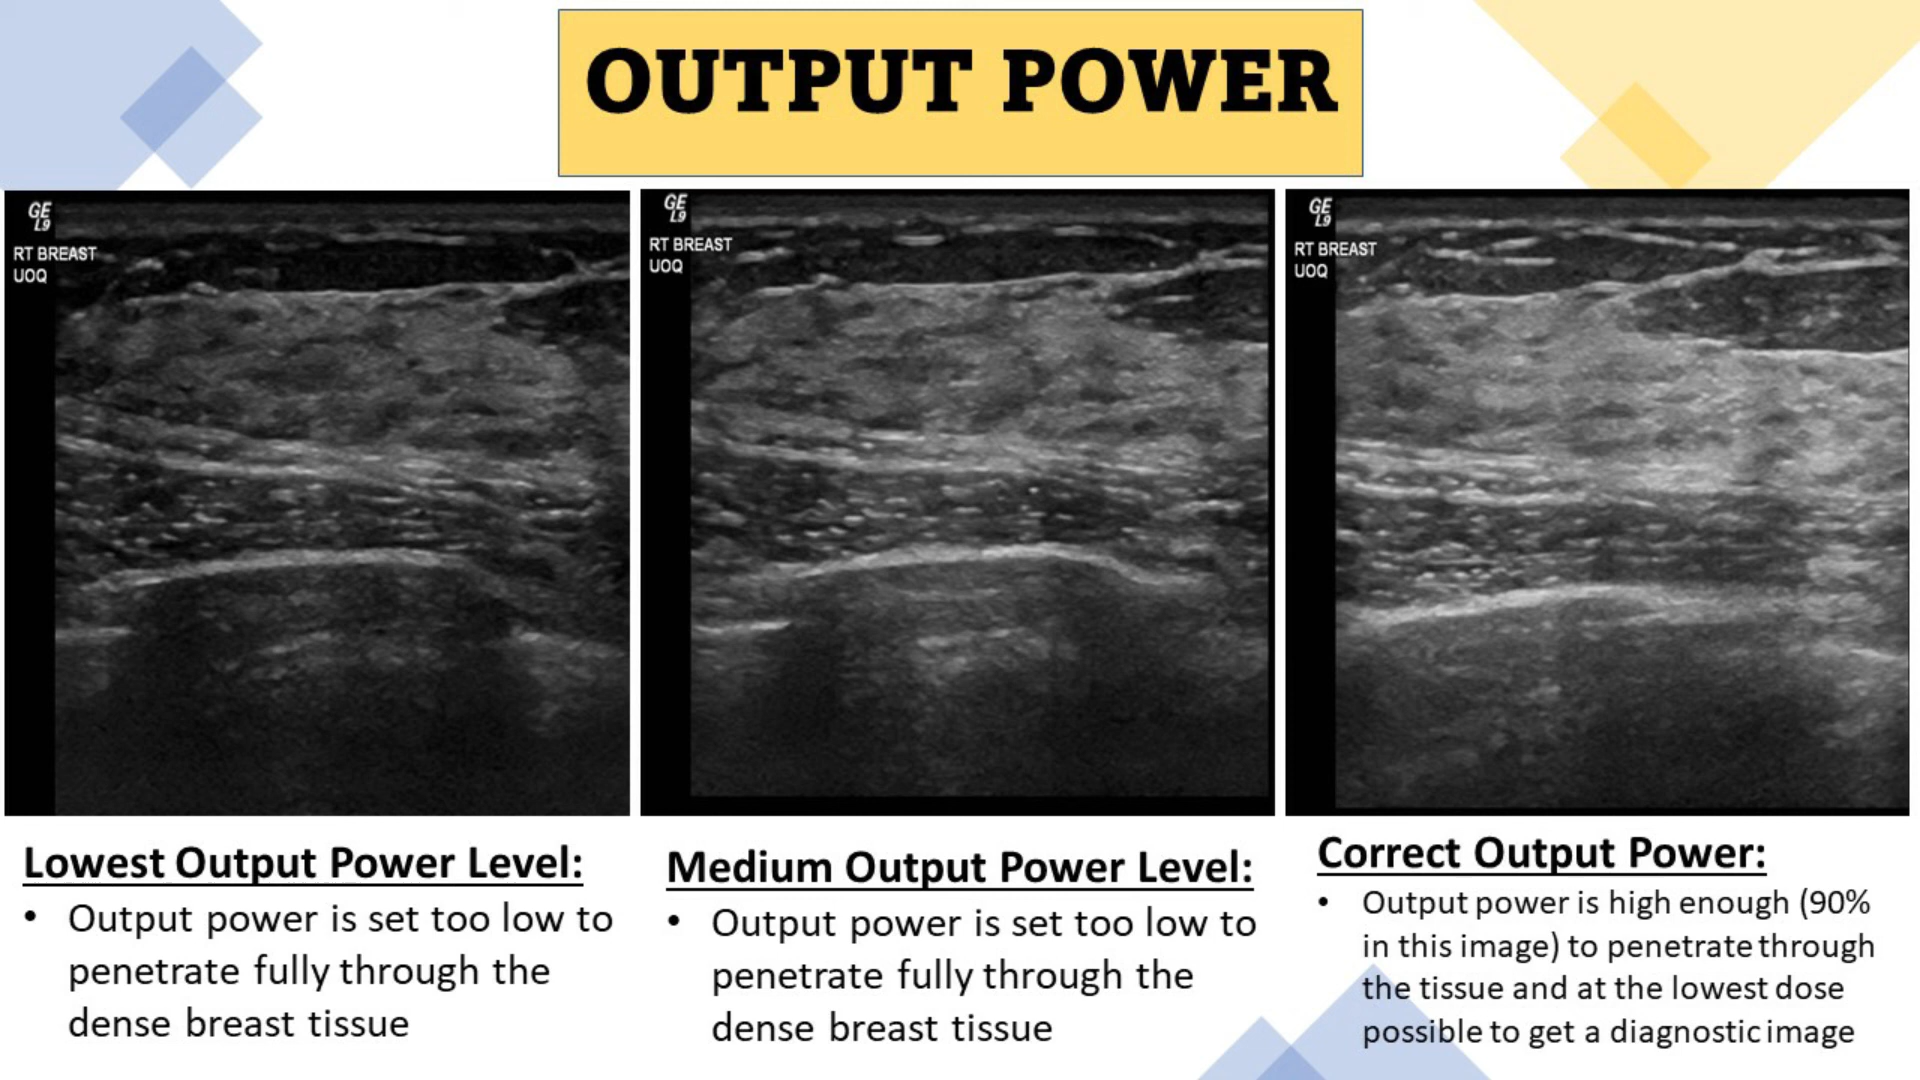 OUTPUT POWER
GE
L9
RT BREAST
UOQ
GE
L9
RT BREAST
UOQ
GE
L9
RT BREAST
UOQ
Lowest Output Power Level:
• Output power is set too low to
penetrate fully through the
dense breast tissue
Medium Output Power Level:
• Output power is set too low to
penetrate fully through the
dense breast tissue
Correct Output Power:
• Output power is high enough (90%
in this image) to penetrate through
the tissue and at the lowest dose
possible to get a diagnostic image